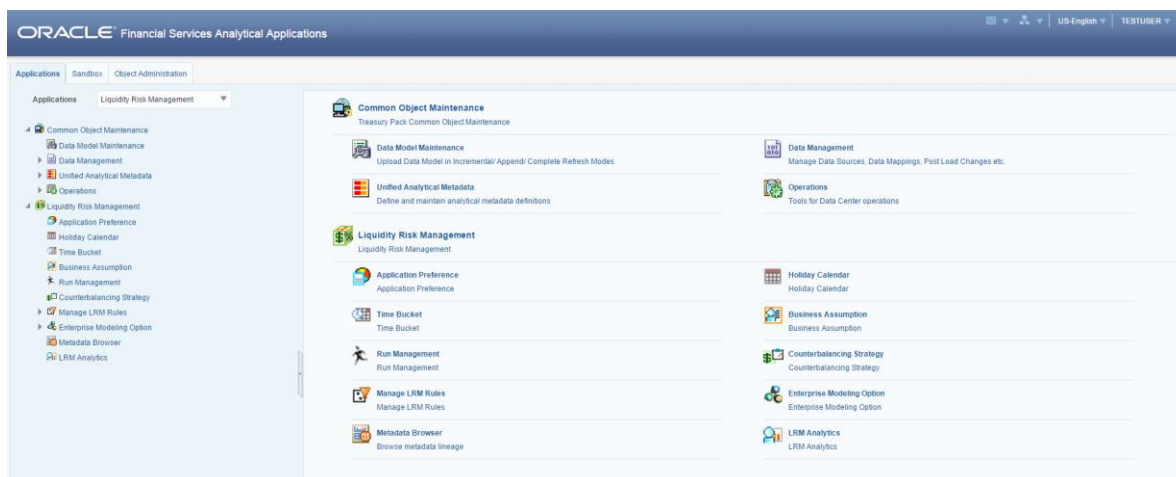 ORACLE® Financial Services Analytical Applications
US-English
TESTUSER
Applications
Sandbox
Object Administration
Applications
Liquidity Risk Management
Common Object Maintenance
Data Model Maintenance
Data Management
Unified Analytical Metadata
Operations
Liquidity Risk Management
Application Preference
Holiday Calendar
Time Bucket
Business Assumption
Run Management
Counterbalancing Strategy
Manage LRM Rules
Enterprise Modeling Option
Metadata Browser
LRM Analytics
Common Object Maintenance
Treasury Pack Common Object Maintenance
Data Model Maintenance
Upload Data Model in Incremental/ Append/ Complete Refresh Modes
Data Management
Manage Data Sources, Data Mappings, Post Load Changes etc.
Unified Analytical Metadata
Define and maintain analytical metadata definitions
Operations
Tools for Data Center operations
Liquidity Risk Management
Liquidity Risk Management
Application Preference
Application Preference
Holiday Calendar
Holiday Calendar
Time Bucket
Time Bucket
Business Assumption
Business Assumption
Run Management
Run Management
Counterbalancing Strategy
Counterbalancing Strategy
Manage LRM Rules
Manage LRM Rules
Enterprise Modeling Option
Enterprise Modeling Option
Metadata Browser
Browse metadata lineage
LRM Analytics
LRM Analytics